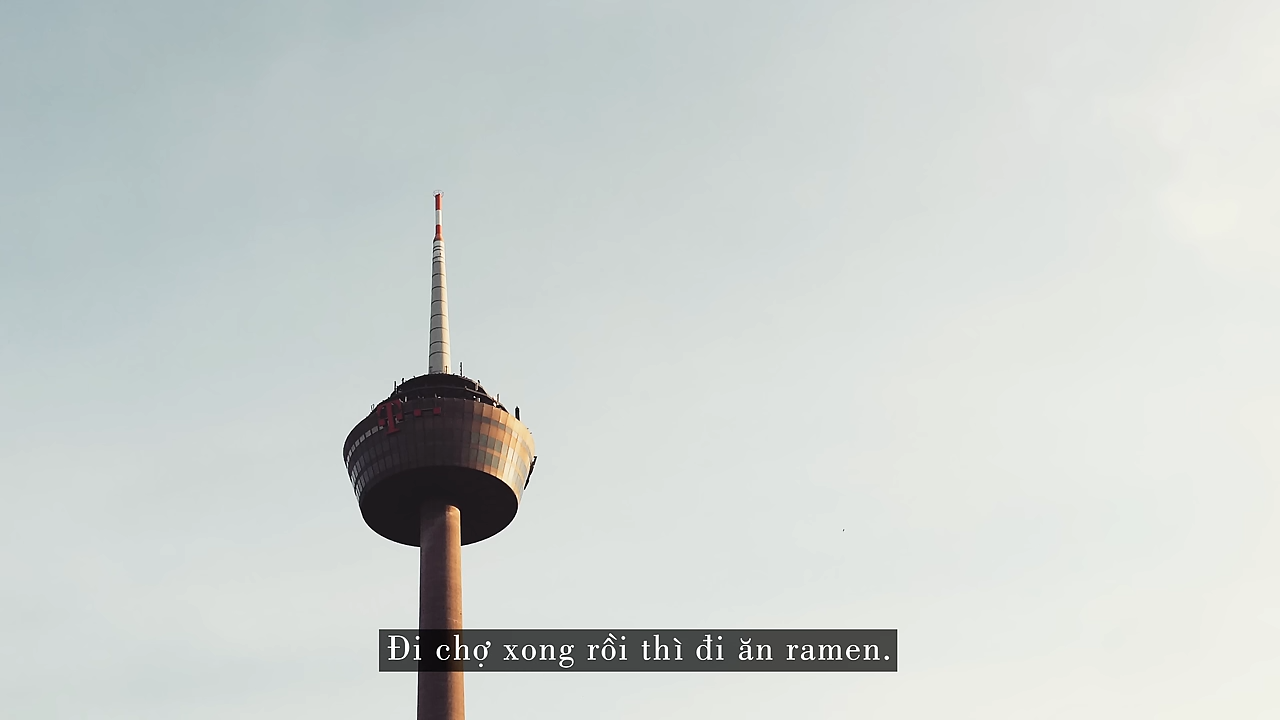 T
Đi chợ xong rồi thì đi ăn ramen.